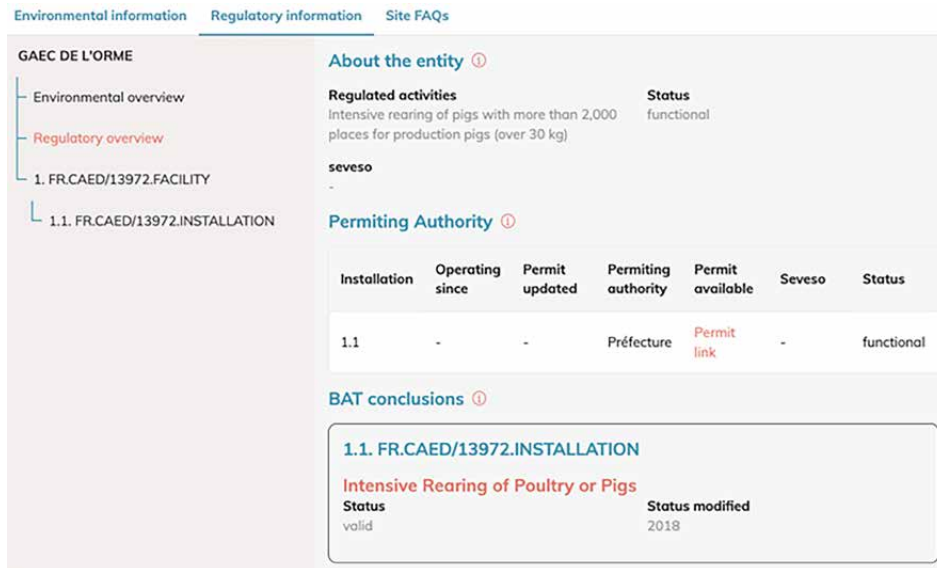 Environmental information Regulatory information Site FAQs
GAEC DE L'ORME
Environmental overview
Regulatory overview
1. FR.CAED/13972.FACILITY
1.1. FR.CAED/13972.INSTALLATION
About the entity
Regulated activities Status
Intensive rearing of pigs with more than 2,000 functional
places for production pigs (over 30 kg)
seveso
-
Permiting Authority
Installation Operating since Permit updated Permiting authority Permit available Seveso Status
1.1 - - Préfecture Permit link - functional
BAT conclusions
1.1. FR.CAED/13972.INSTALLATION
Intensive Rearing of Poultry or Pigs
Status Status modified
valid 2018